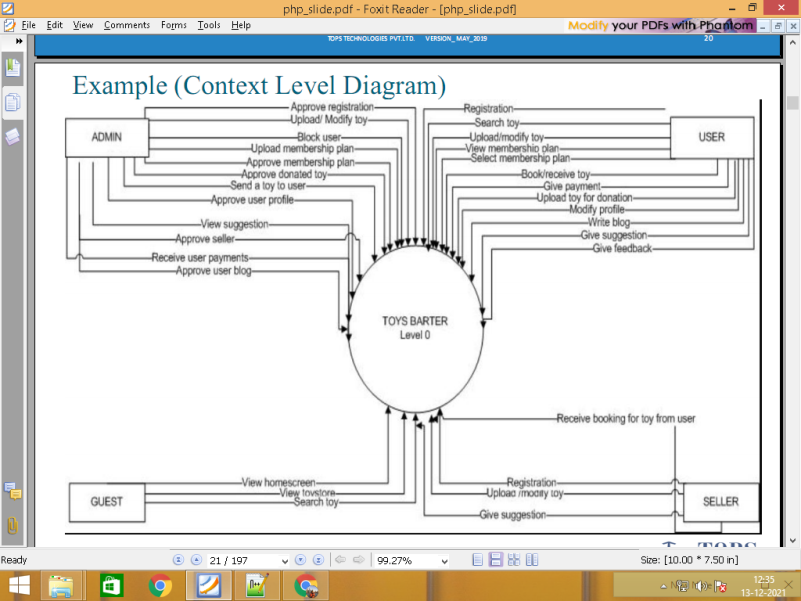 php_slide.pdf - Foxit Reader - [php_slide.pdf]
File Edit View Comments Forms Tools Help
Modify your PDFs with Phantom
TOPS TECHNOLOGIES PVT.LTD. VERSION_ MAY_2019 20
Example (Context Level Diagram)
ADMIN
Approve registration
Upload/ Modify toy
Block user
Upload membership plan
Approve membership plan
Approve donated toy
Send a toy to user
Approve user profile
View suggestion
Approve seller
Receive user payments
Approve user blog
USER
Registration
Search toy
Upload/modify toy
View membership plan
Select membership plan
Book/receive toy
Give payment
Upload toy for donation
Modify profile
Write blog
Give suggestion
Give feedback
TOYS BARTER
Level 0
GUEST
View homescreen
View toystore
Search toy
SELLER
Receive booking for toy from user
Registration
Upload /modify toy
Give suggestion
TOPS
Ready
21 / 197
99.27%
Size: [10.00 * 7.50 in]
12:35
13-12-2021